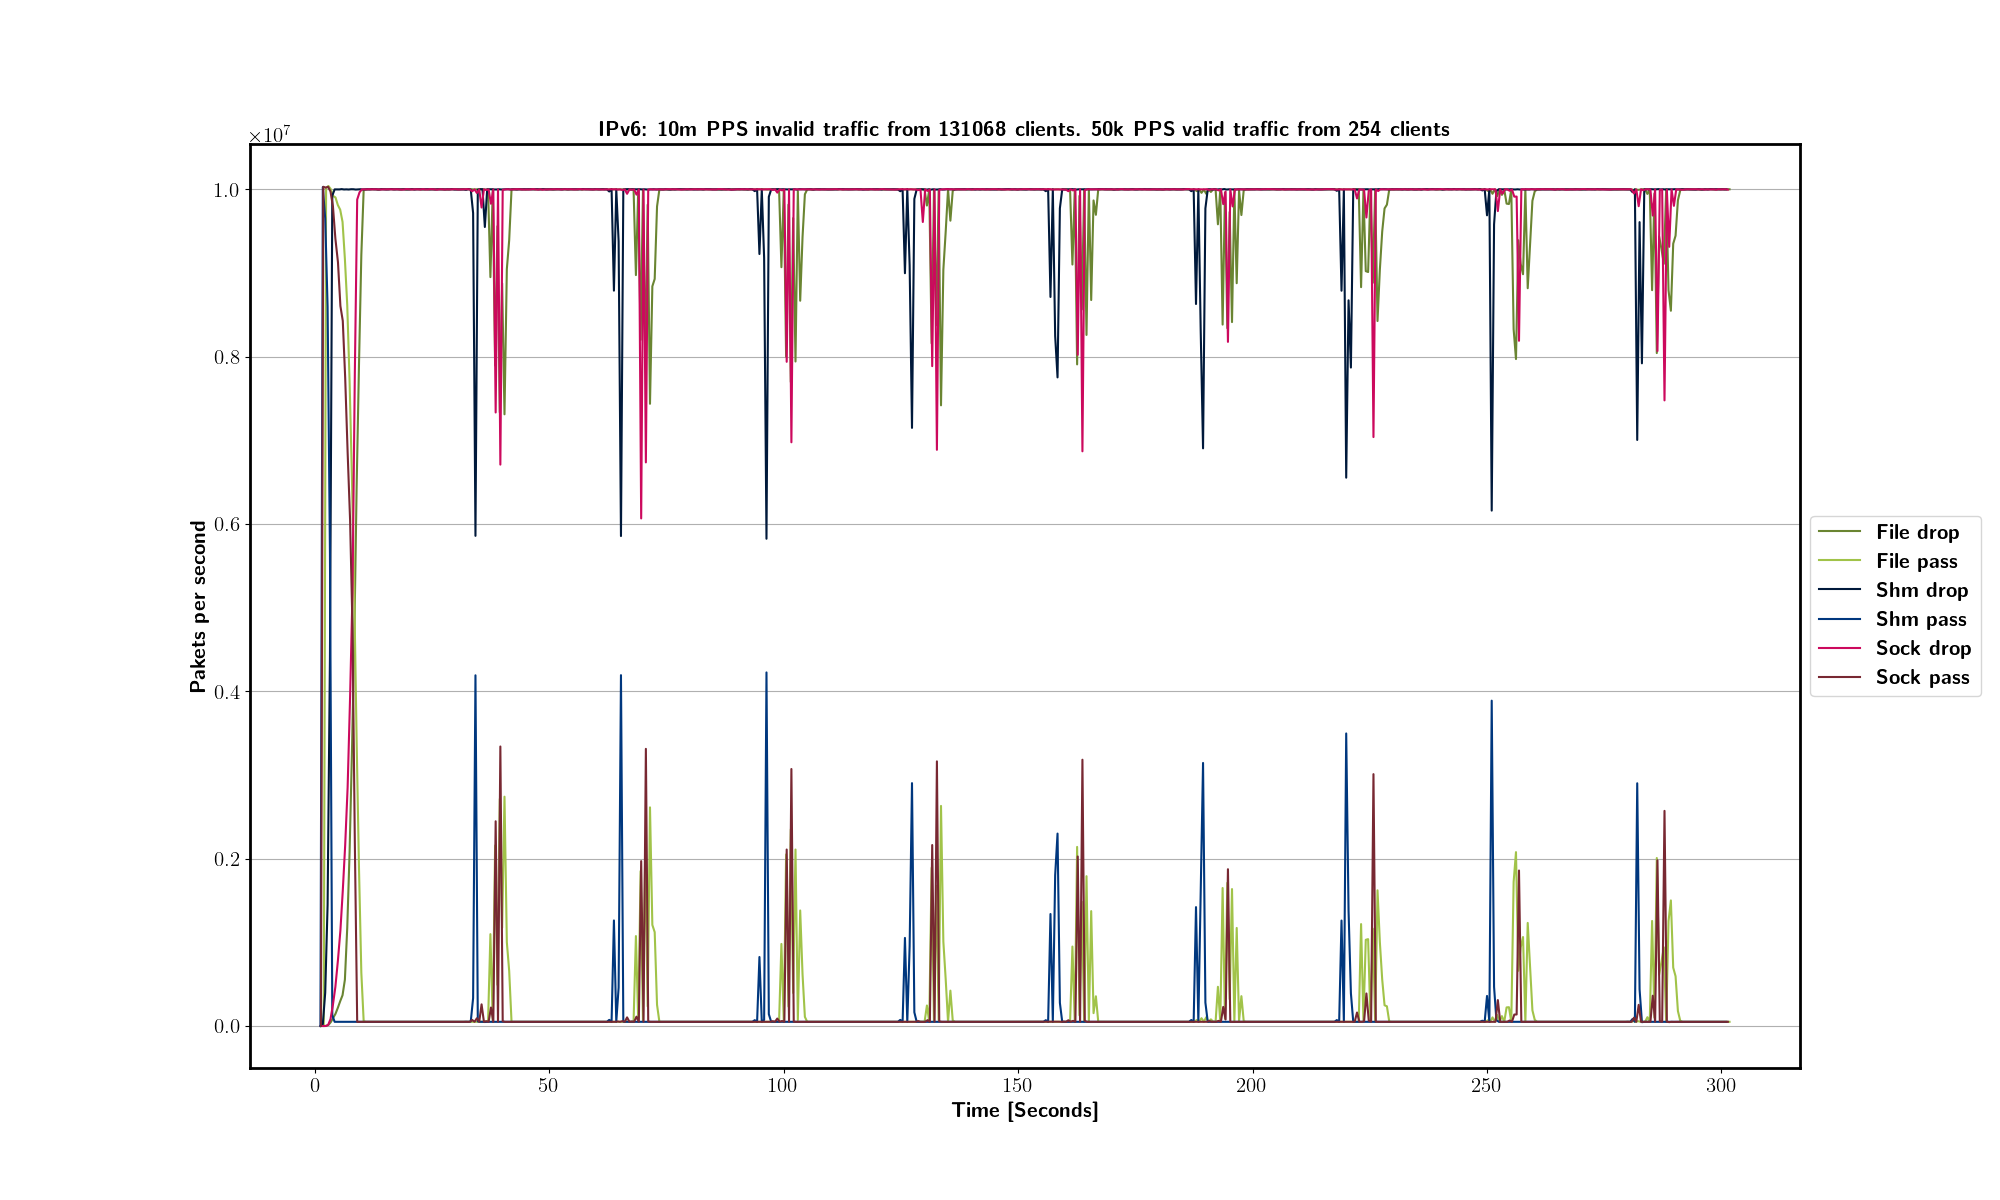 IPv6: 10m PPS invalid traffic from 131068 clients. 50k PPS valid traffic from 254 clients
×10⁷
1.0
0.8
0.6
0.4
0.2
0.0
Pakets per second
0 50 100 150 200 250 300
Time [Seconds]
File drop
File pass
Shm drop
Shm pass
Sock drop
Sock pass